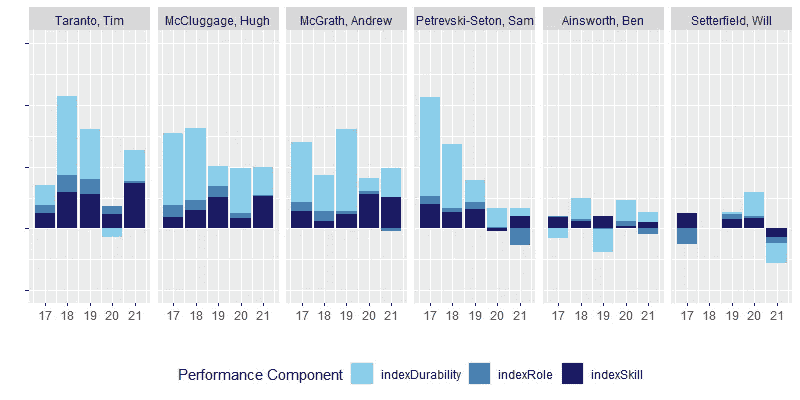 Taranto, Tim McCluggage, Hugh McGrath, Andrew Petrevski-Seton, Sam Ainsworth, Ben Setterfield, Will
17 18 19 20 21 17 18 19 20 21 17 18 19 20 21 17 18 19 20 21 17 18 19 20 21 17 18 19 20 21
Performance Component indexDurability indexRole indexSkill